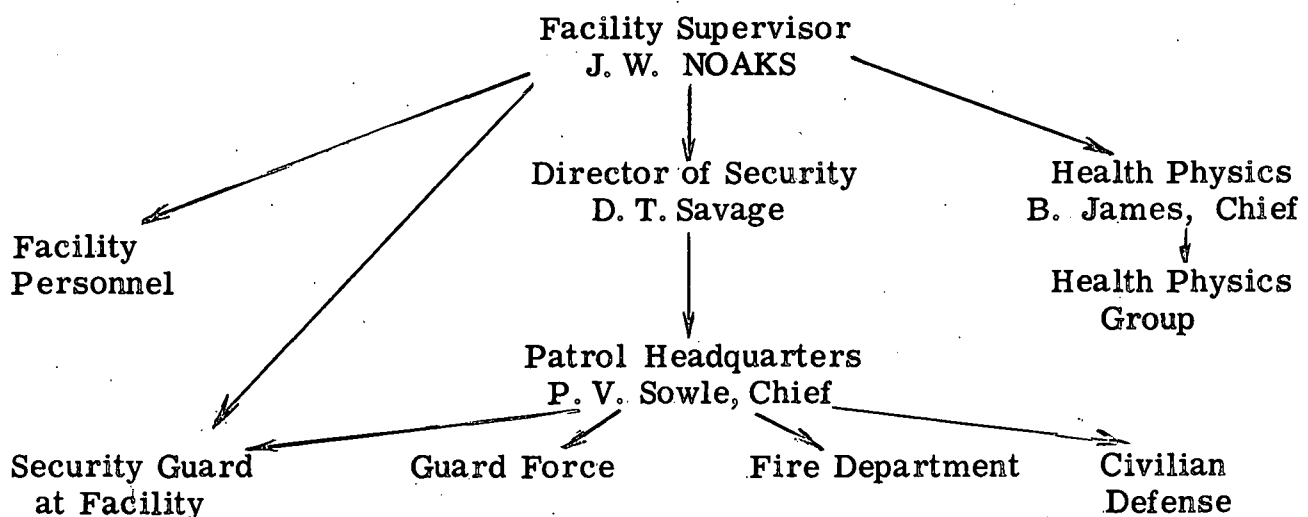 Facility Supervisor
J. W. NOAKS
Director of Security
D. T. Savage
Health Physics
B. James, Chief
Facility
Personnel
Health Physics
Group
Patrol Headquarters
P. V. Sowle, Chief
Security Guard
at Facility
Guard Force
Fire Department
Civilian
Defense